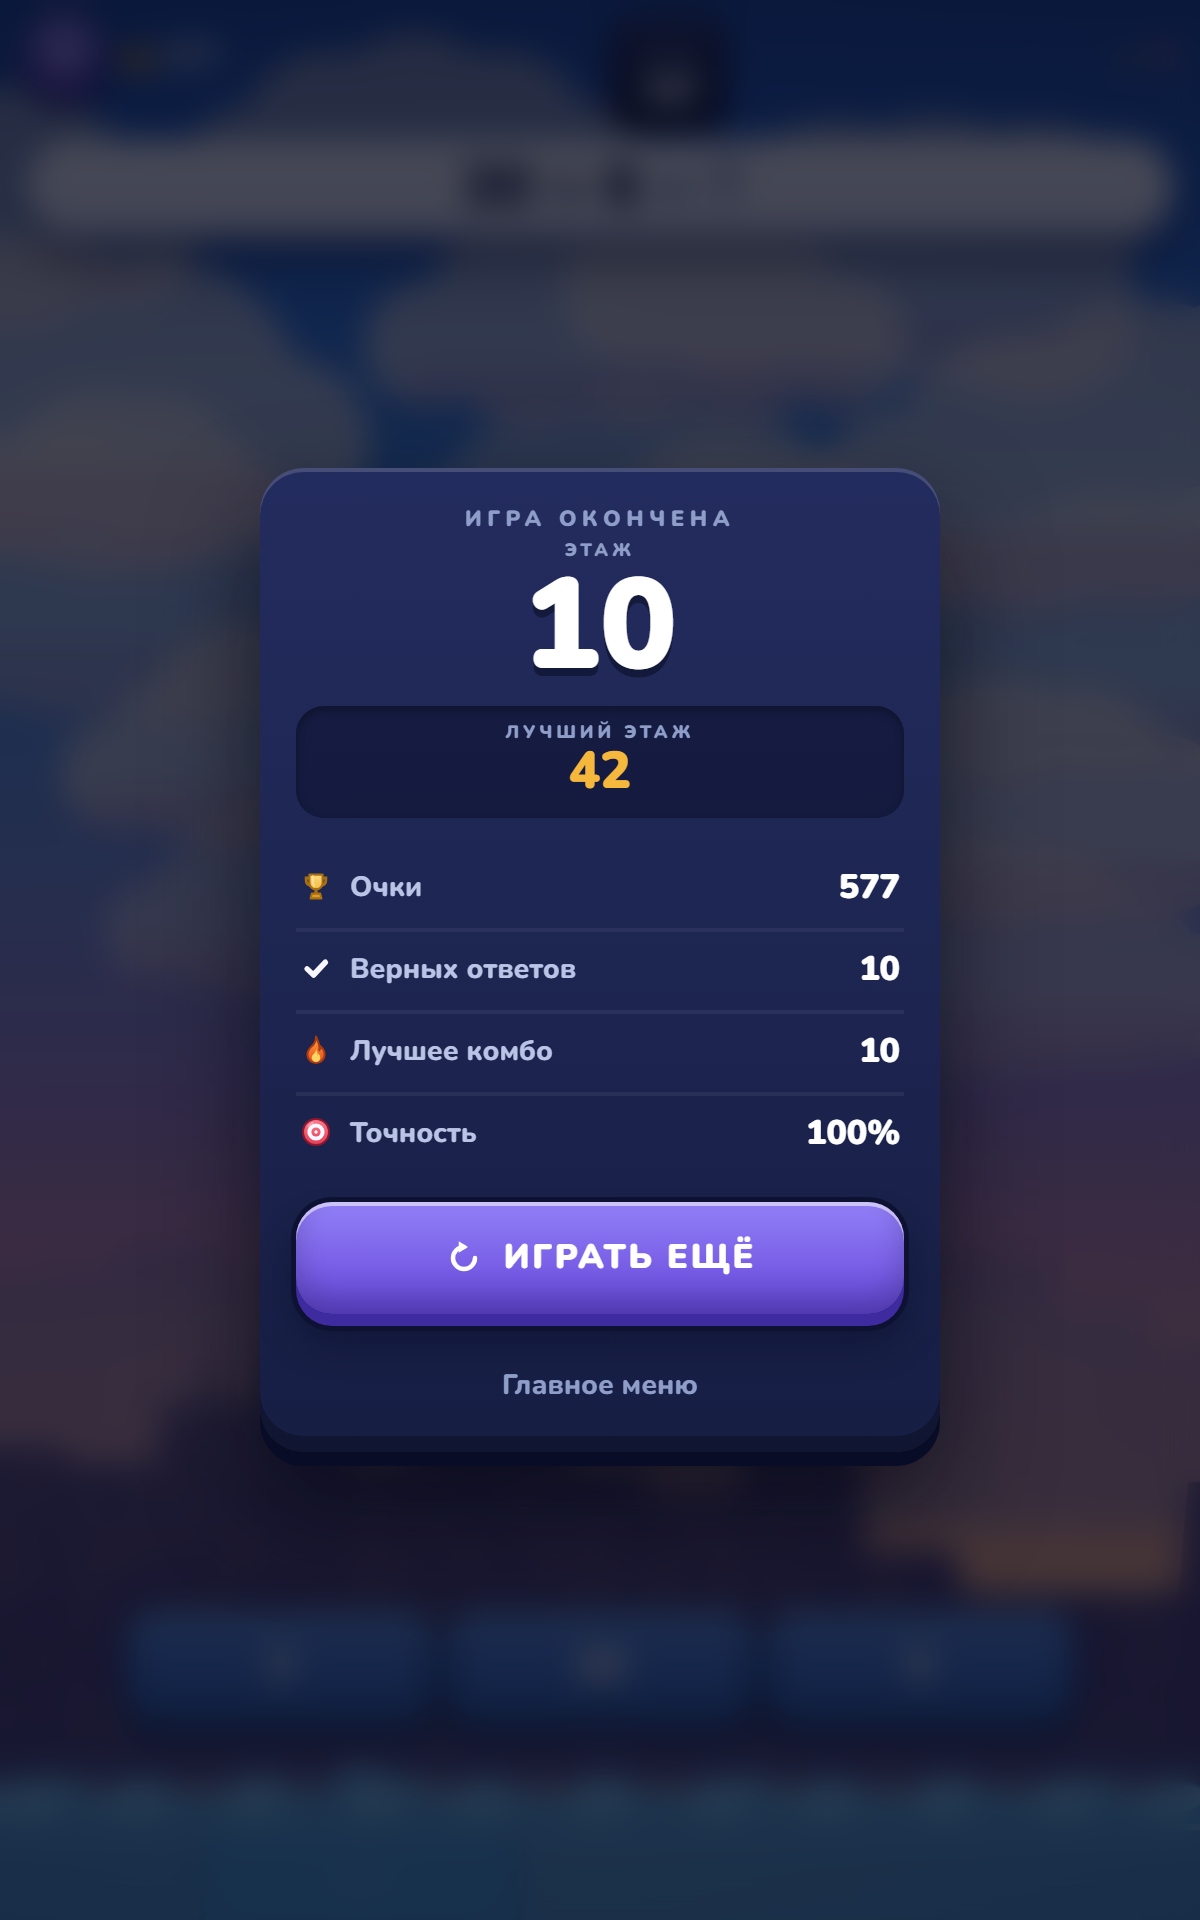 ИГРА ОКОНЧЕНА
ЭТАЖ
10
ЛУЧШИЙ ЭТАЖ
42
Очки 577
Верных ответов 10
Лучшее комбо 10
Точность 100%
ИГРАТЬ ЕЩЁ
Главное меню